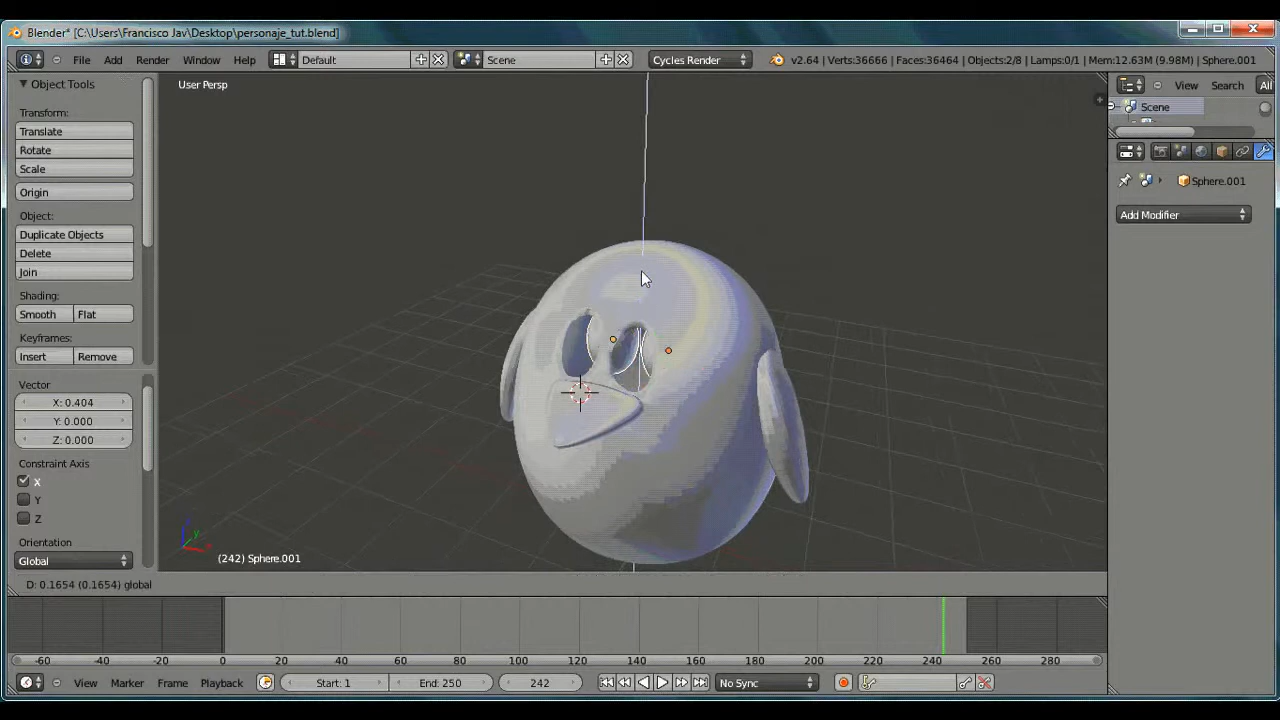 Blender* [C:\Users\Francisco Jav\Desktop\personaje_tut.blend]
File Add Render Window Help Default Scene Cycles Render v2.64 | Verts:36666 | Faces:36464 | Objects:2/8 | Lamps:0/1 | Mem:12.63M (9.98M) | Sphere.001
Object Tools
User Persp
View Search All
Scene
Transform:
Translate
Rotate
Scale
Origin
Sphere.001
Add Modifier
Object:
Duplicate Objects
Delete
Join
Shading:
Smooth Flat
Keyframes:
Insert Remove
Vector
X: 0.404
Y: 0.000
Z: 0.000
Constraint Axis
X
Y
Z
Orientation
Global
(242) Sphere.001
D: 0.1654 (0.1654) global
-60 -40 -20 0 20 40 60 80 100 120 140 160 180 200 220 240 260 280
View Marker Frame Playback Start: 1 End: 250 242 No Sync